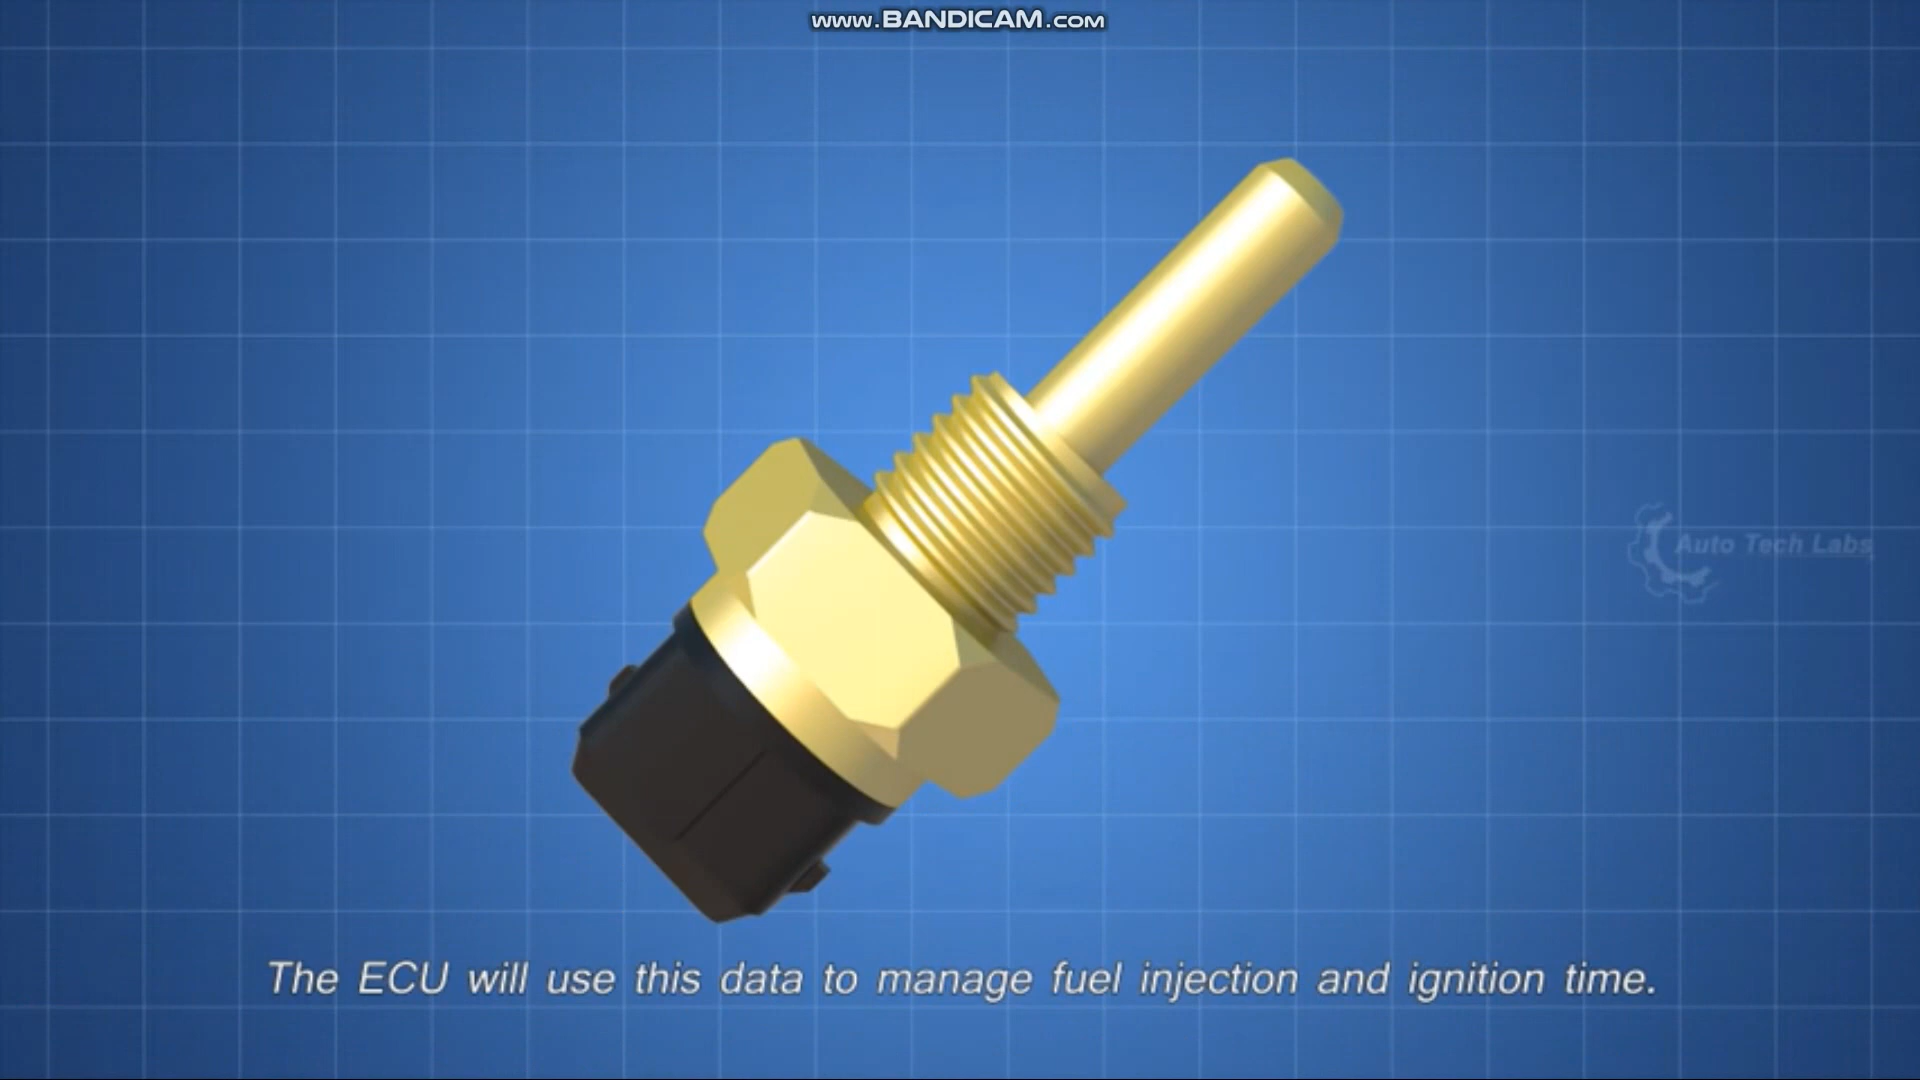 www.BANDICAM.com
Auto Tech Labs
The ECU will use this data to manage fuel injection and ignition time.